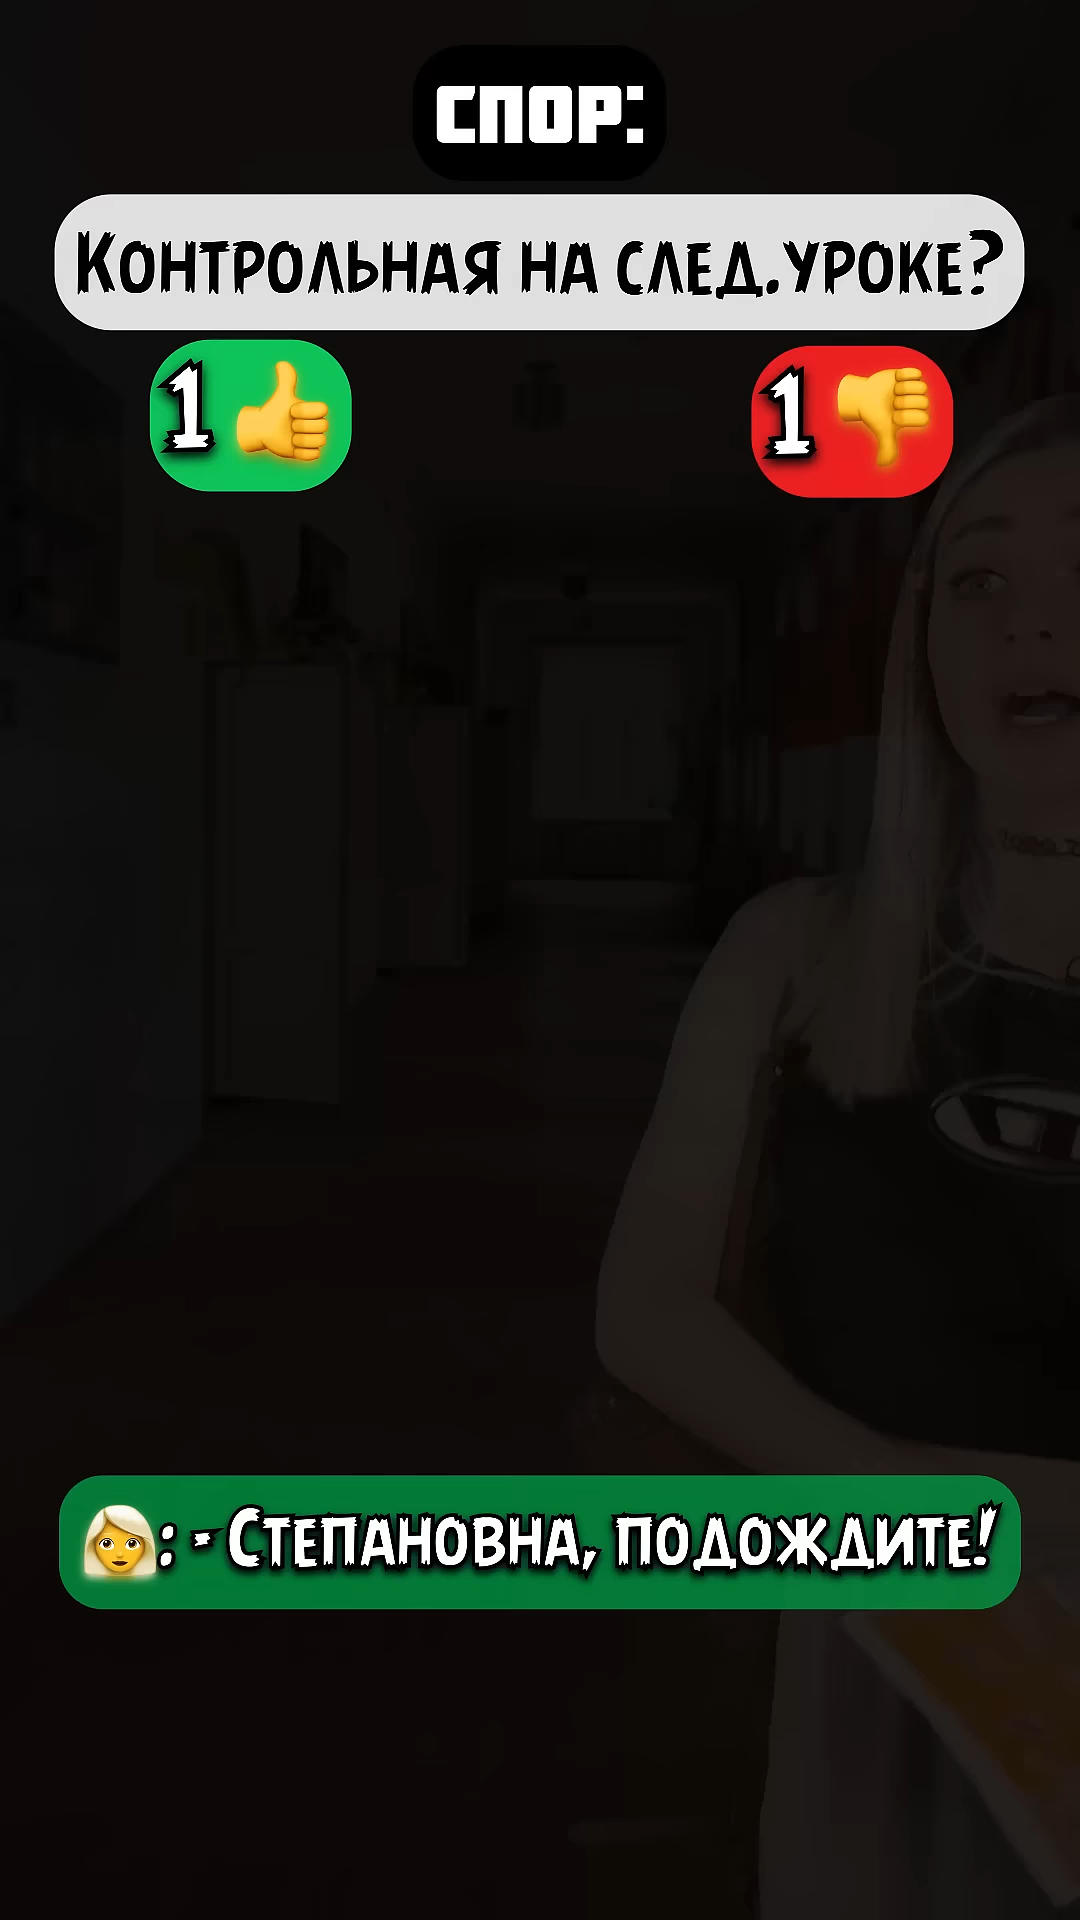 СПОР:
Контрольная на след.уроке?
1👍
1👎
👩‍🦳: - Степановна, подождите!